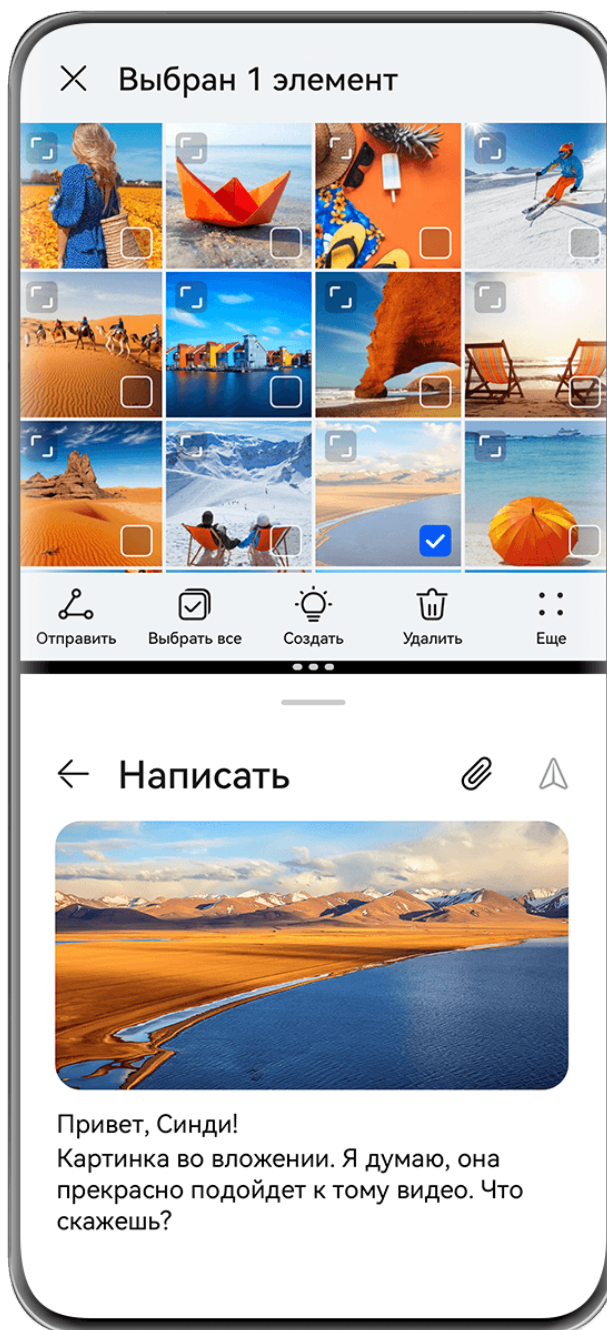 Выбран 1 элемент
Отправить Выбрать все Создать Удалить Еще
Написать
Привет, Синди!
Картинка во вложении. Я думаю, она
прекрасно подойдет к тому видео. Что
скажешь?